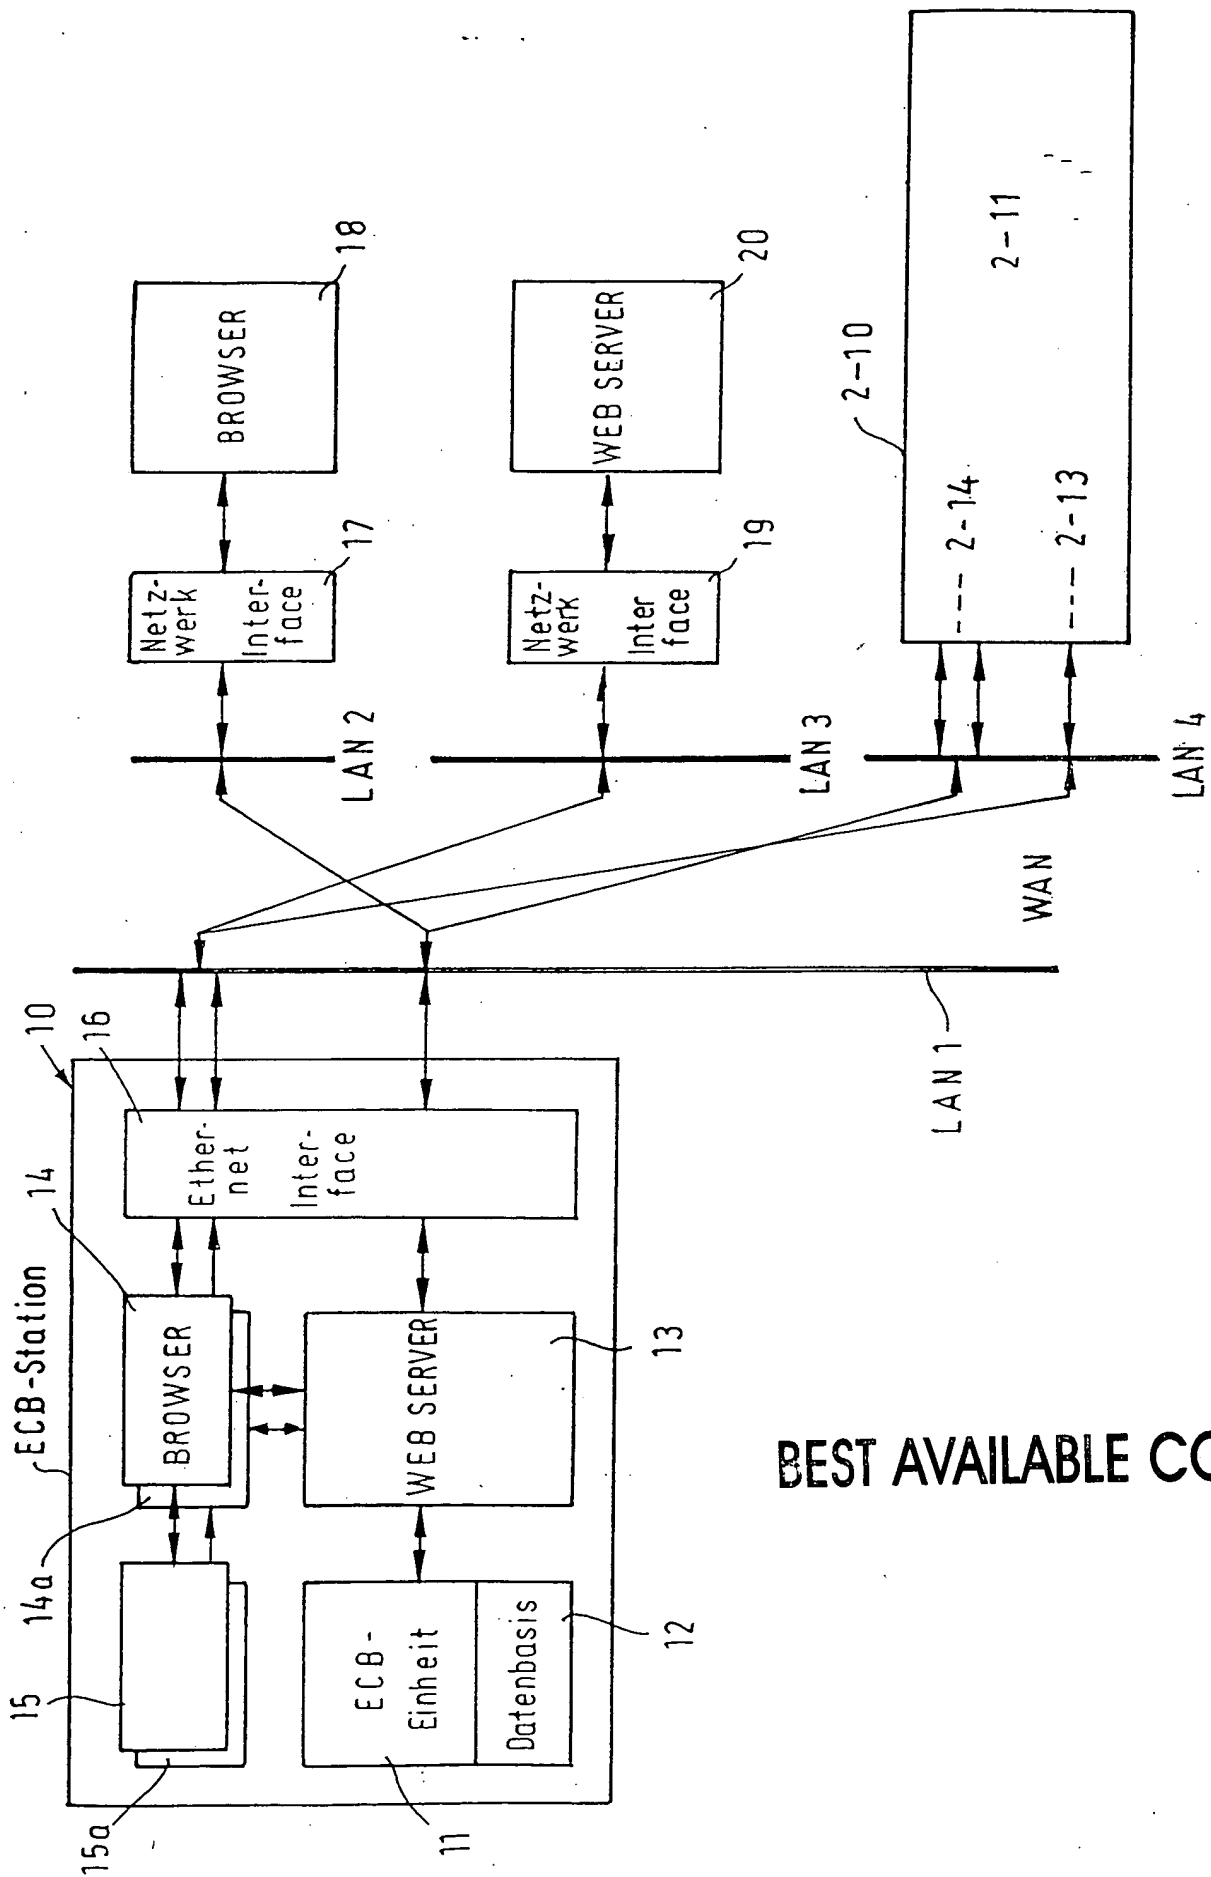 ECB-Station
10
15
14a
14
16
15a
BROWSER
Ether-
net
Inter-
face
ECB-
Einheit
WEB SERVER
Datenbasis
11
12
13
LAN 1
WAN
LAN 2
Netz-
werk
Inter-
face
17
BROWSER
18
LAN 3
Netz-
werk
Inter
face
19
WEB SERVER
20
LAN 4
2-10
2-14
2-11
2-13
BEST AVAILABLE CO